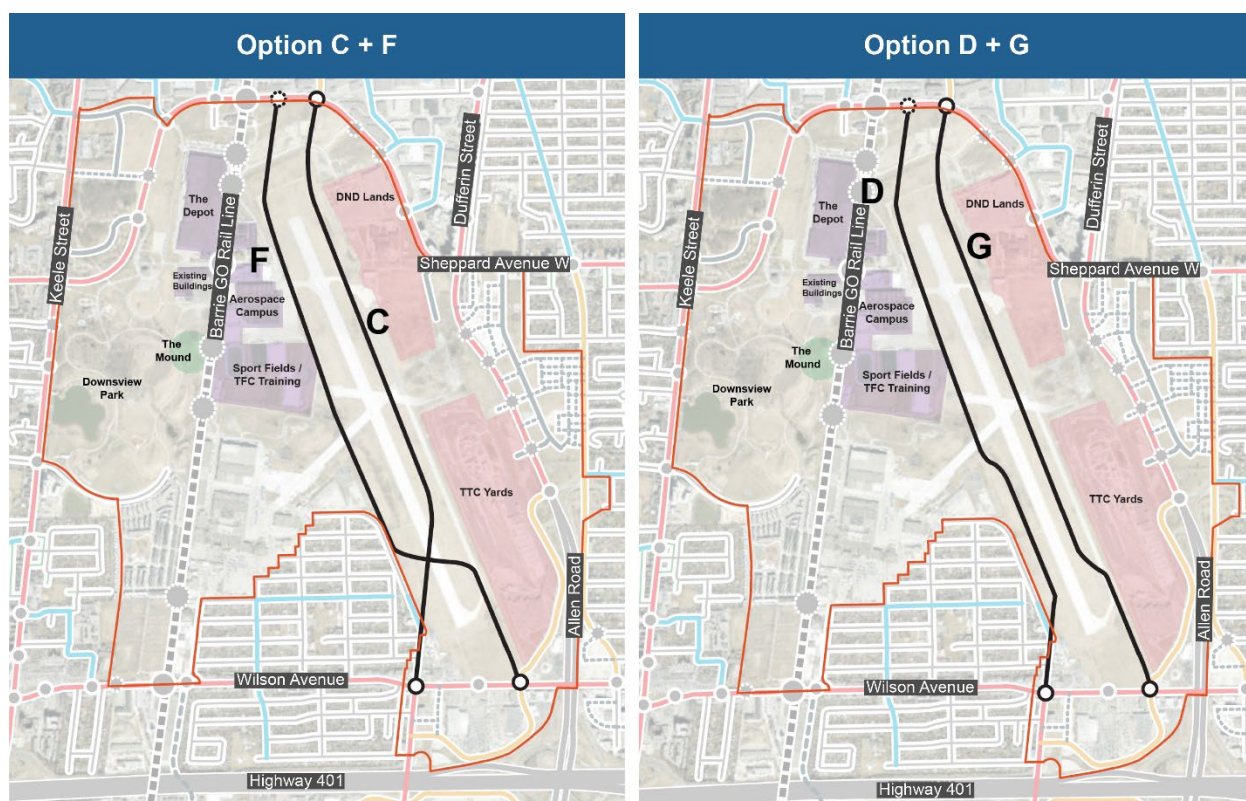 Option C + F
DND Lands
The
Depot
Dufferin Street
Keele Street
Barrie GO Rail Line
F
Sheppard Avenue W
Existing
Buildings
Aerospace
Campus
C
The
Mound
Sport Fields /
TFC Training
Downsview
Park
TTC Yards
Allen Road
Wilson Avenue
Highway 401
Option D + G
D
DND Lands
The
Depot
Dufferin Street
Keele Street
Barrie GO Rail Line
G
Sheppard Avenue W
Existing
Buildings
Aerospace
Campus
The
Mound
Sport Fields /
TFC Training
Downsview
Park
TTC Yards
Allen Road
Wilson Avenue
Highway 401